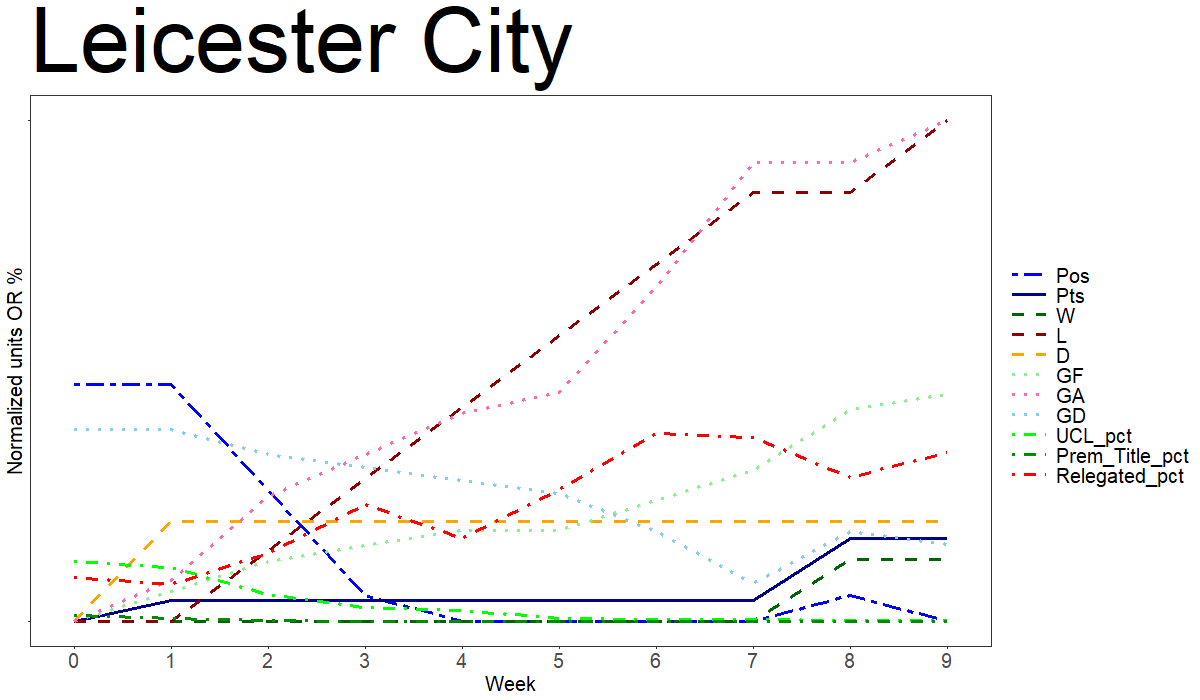 Leicester City
Normalized units OR %
Pos
Pts
W
L
D
GF
GA
GD
UCL_pct
Prem_Title_pct
Relegated_pct
0 1 2 3 4 5 6 7 8 9
Week